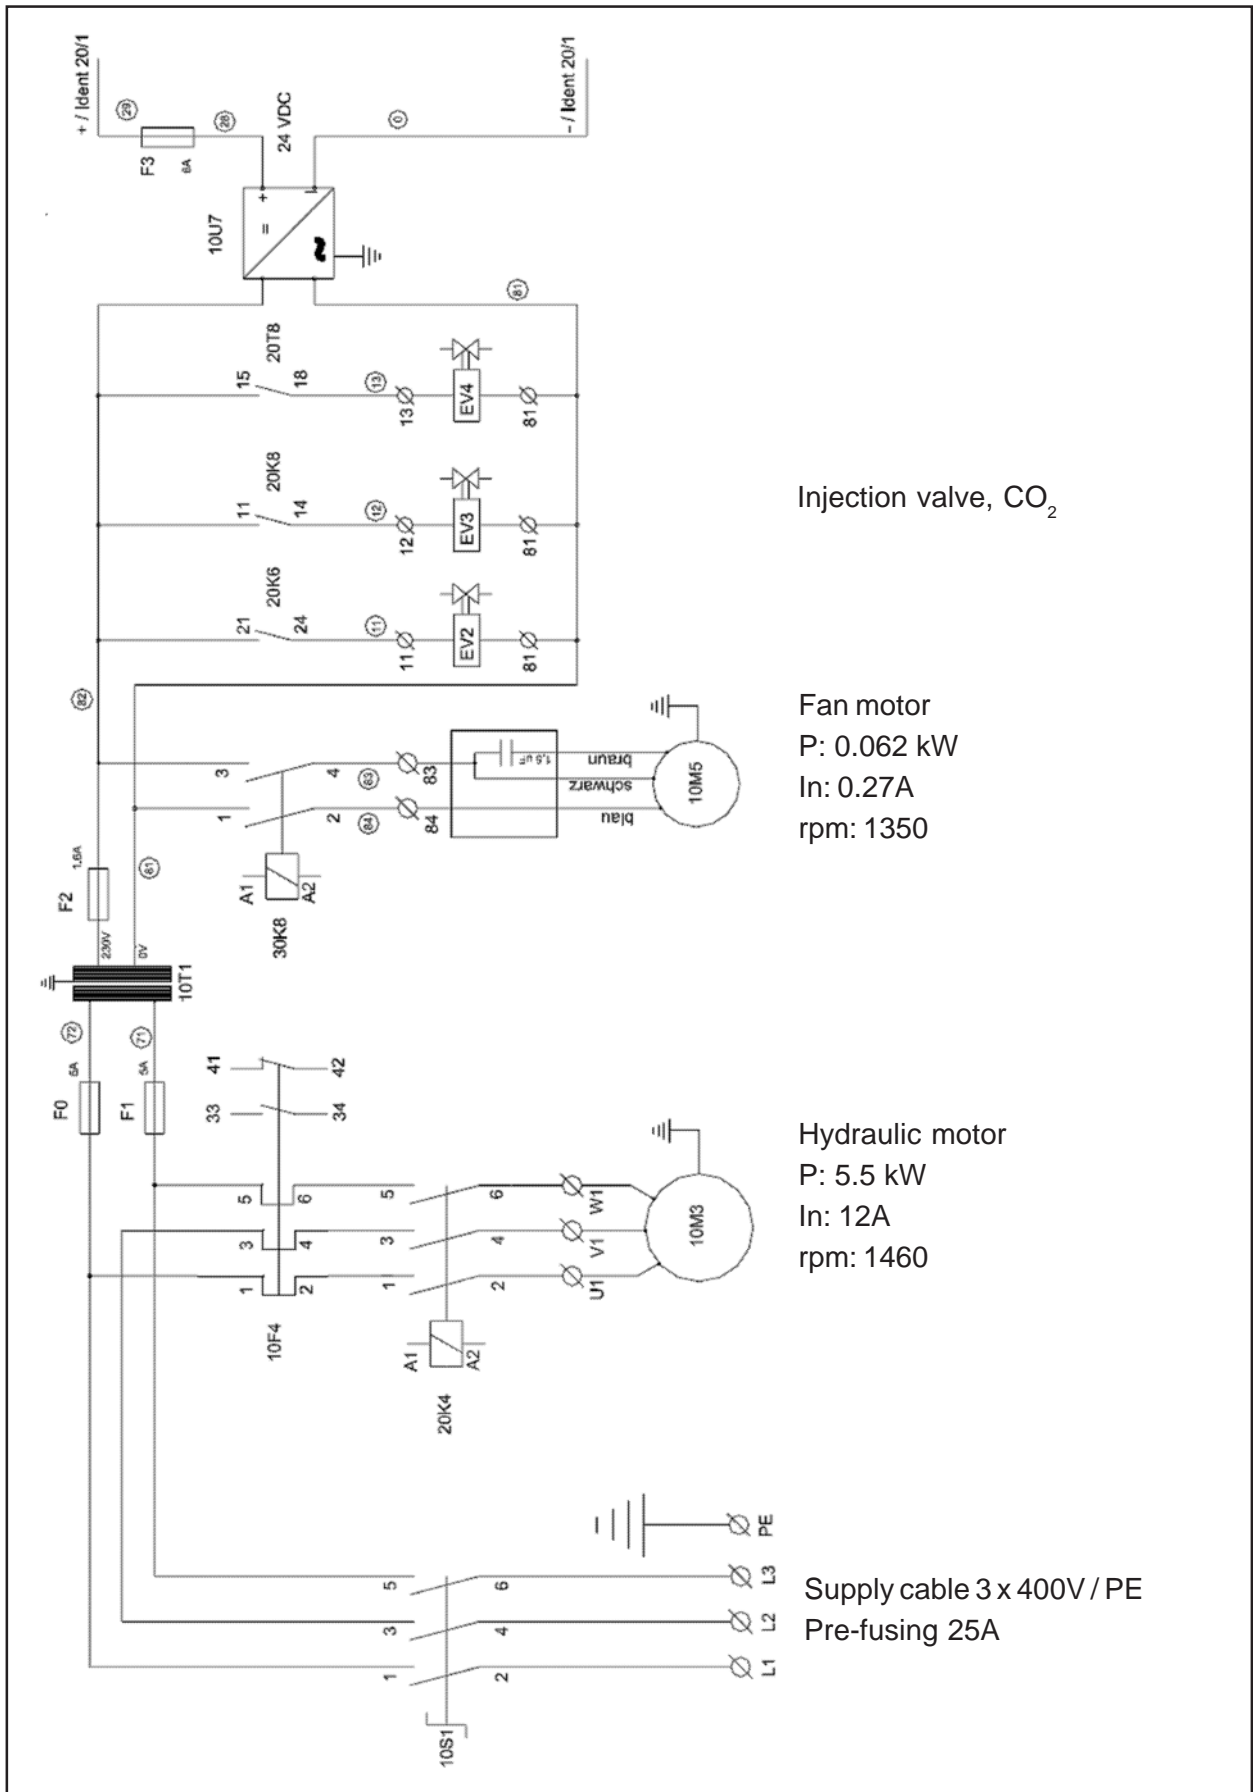 + / Ident 20/1
29
28
F3
6A
24 VDC
0
– / Ident 20/1
10U7
+
=
–
~
81
20T8
15
18
13
13
EV4
81
20K8
11
14
12
12
EV3
81
Injection valve, CO2
20K6
21
24
11
11
EV2
81
82
3
4
83
83
1
2
84
84
1,5 uF
braun
schwarz
blau
10M5
Fan motor
P: 0.062 kW
In: 0.27A
rpm: 1350
A1
A2
30K8
F2
1.6A
81
230V
0V
10T1
72
71
F0
5A
F1
5A
41
42
33
34
5
6
3
4
1
2
10F4
5
6
3
4
1
2
W1
V1
U1
10M3
Hydraulic motor
P: 5.5 kW
In: 12A
rpm: 1460
A1
A2
20K4
PE
5
6
L3
3
4
L2
1
2
L1
Supply cable 3 x 400V / PE
Pre-fusing 25A
10S1